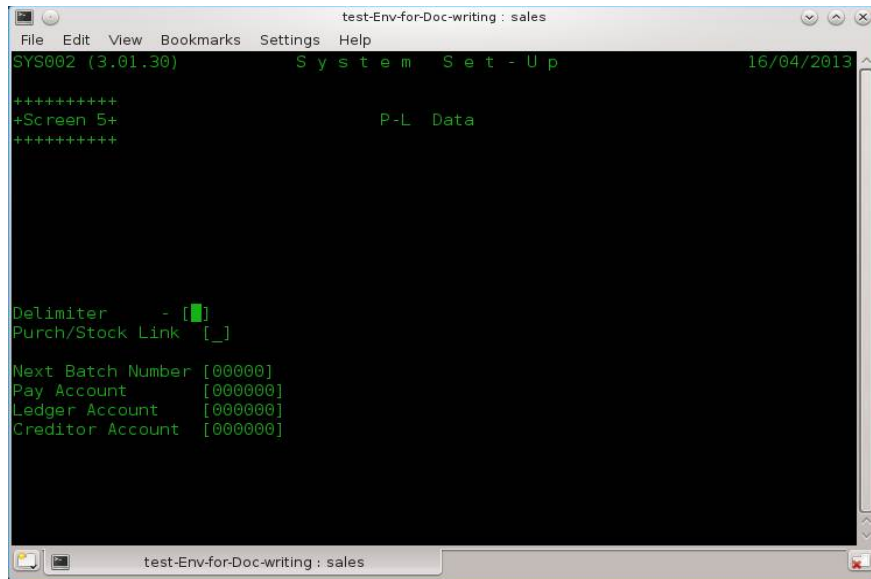 test-Env-for-Doc-writing : sales
File Edit View Bookmarks Settings Help
SYS002 (3.01.30) S y s t e m S e t - U p 16/04/2013
++++++++++
+Screen 5+ P-L Data
++++++++++
Delimiter - [ ]
Purch/Stock Link [_]
Next Batch Number [00000]
Pay Account [000000]
Ledger Account [000000]
Creditor Account [000000]
test-Env-for-Doc-writing : sales